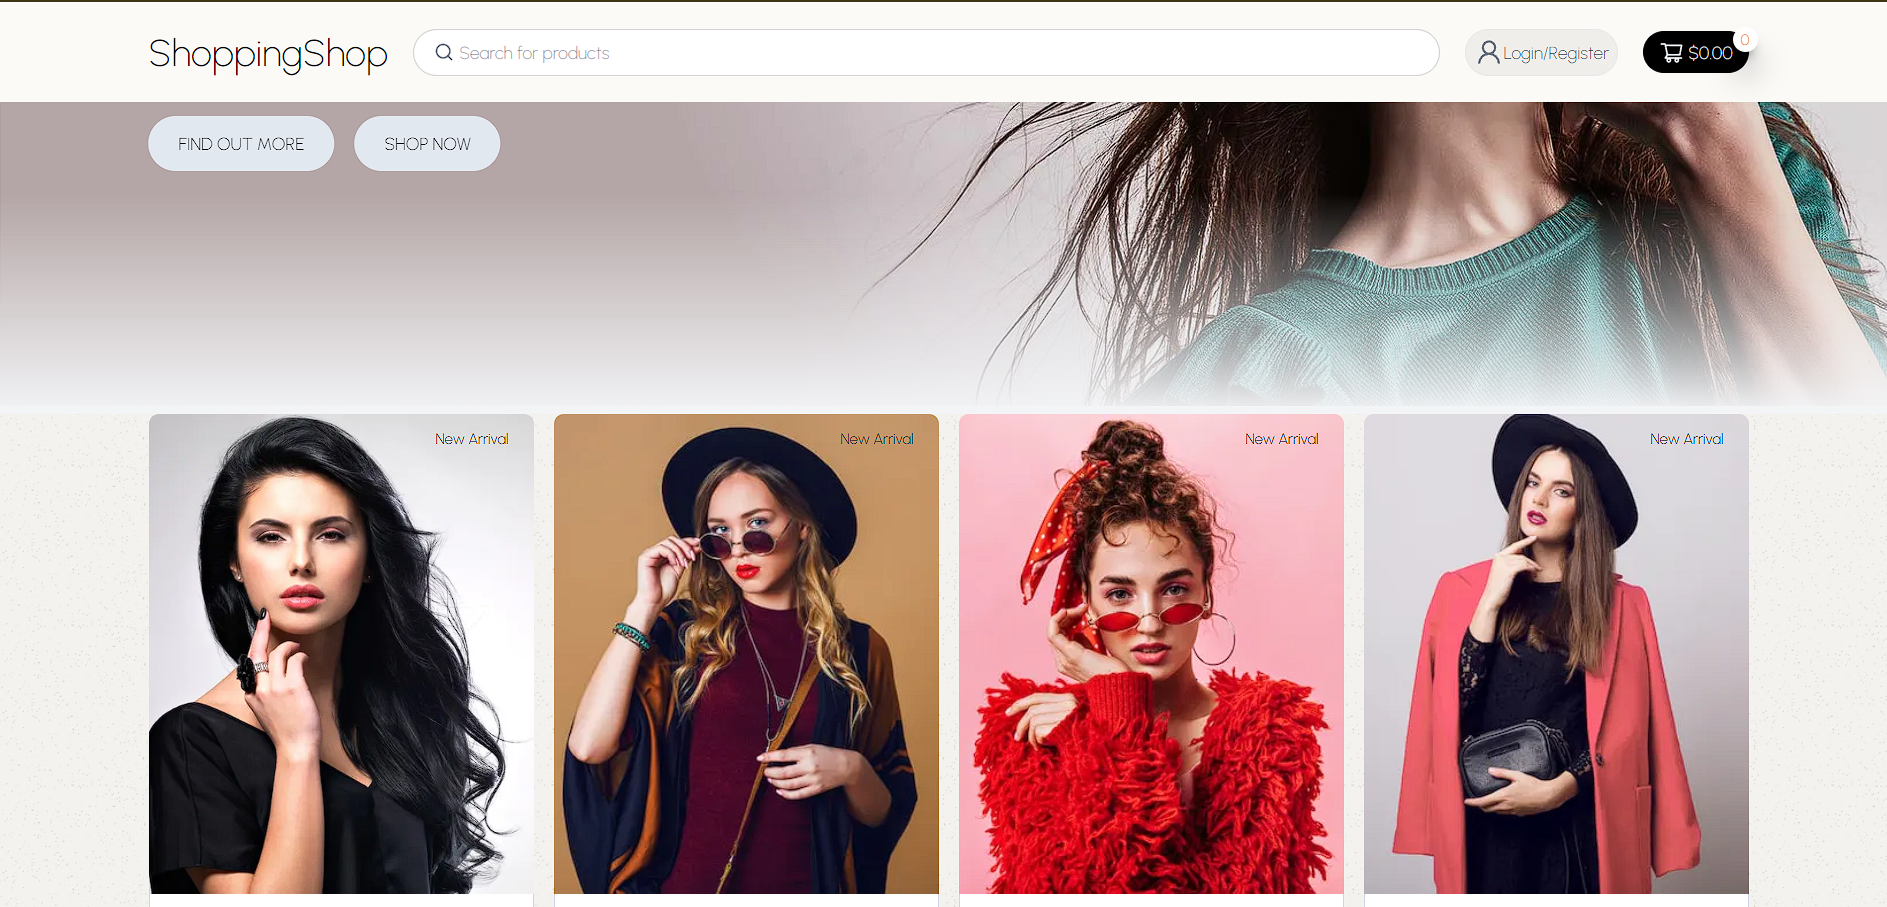 ShoppingShop
Search for products
Login/Register
$0.00
0
FIND OUT MORE
SHOP NOW
New Arrival
New Arrival
New Arrival
New Arrival